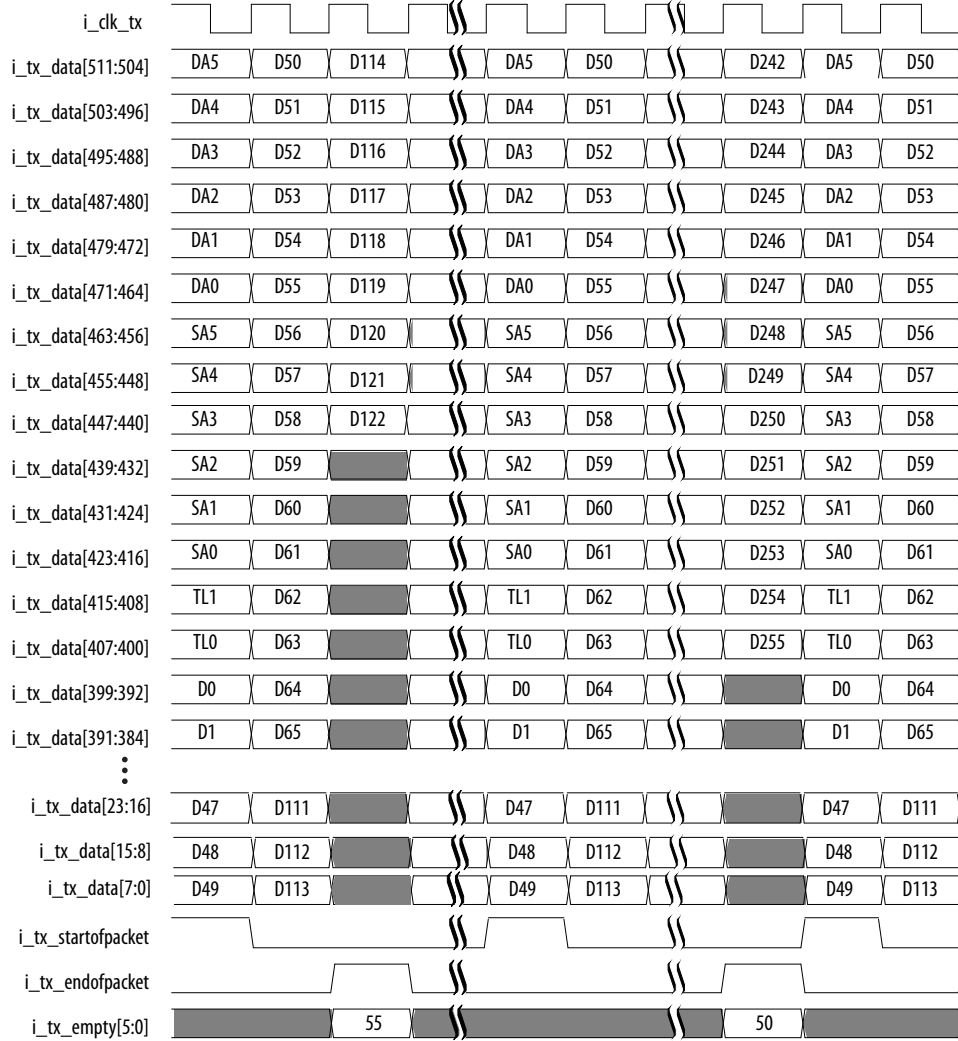 i_clk_tx
i_tx_data[511:504] DA5 D50 D114 DA5 D50 D242 DA5 D50
i_tx_data[503:496] DA4 D51 D115 DA4 D51 D243 DA4 D51
i_tx_data[495:488] DA3 D52 D116 DA3 D52 D244 DA3 D52
i_tx_data[487:480] DA2 D53 D117 DA2 D53 D245 DA2 D53
i_tx_data[479:472] DA1 D54 D118 DA1 D54 D246 DA1 D54
i_tx_data[471:464] DA0 D55 D119 DA0 D55 D247 DA0 D55
i_tx_data[463:456] SA5 D56 D120 SA5 D56 D248 SA5 D56
i_tx_data[455:448] SA4 D57 D121 SA4 D57 D249 SA4 D57
i_tx_data[447:440] SA3 D58 D122 SA3 D58 D250 SA3 D58
i_tx_data[439:432] SA2 D59 SA2 D59 D251 SA2 D59
i_tx_data[431:424] SA1 D60 SA1 D60 D252 SA1 D60
i_tx_data[423:416] SA0 D61 SA0 D61 D253 SA0 D61
i_tx_data[415:408] TL1 D62 TL1 D62 D254 TL1 D62
i_tx_data[407:400] TL0 D63 TL0 D63 D255 TL0 D63
i_tx_data[399:392] D0 D64 D0 D64 D0 D64
i_tx_data[391:384] D1 D65 D1 D65 D1 D65
i_tx_data[23:16] D47 D111 D47 D111 D47 D111
i_tx_data[15:8] D48 D112 D48 D112 D48 D112
i_tx_data[7:0] D49 D113 D49 D113 D49 D113
i_tx_startofpacket
i_tx_endofpacket
i_tx_empty[5:0] 55 50